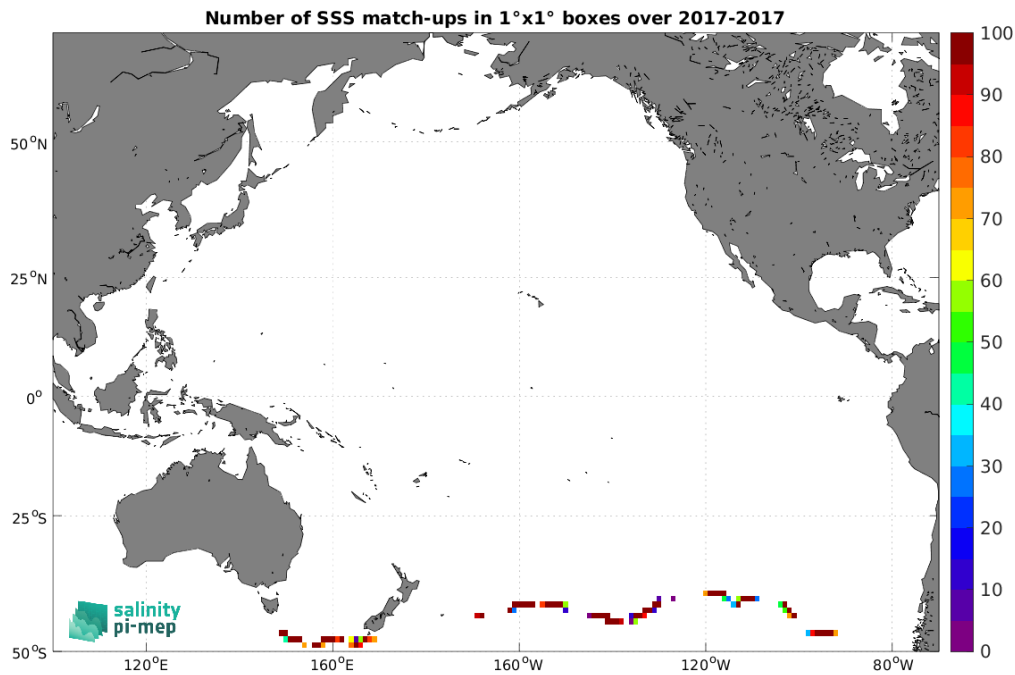 Number of SSS match-ups in 1°x1° boxes over 2017-2017
100
90
80
70
60
50
40
30
20
10
0
50°N
25°N
0°
25°S
50°S
120°E
160°E
160°W
120°W
80°W
salinity
pi-mep